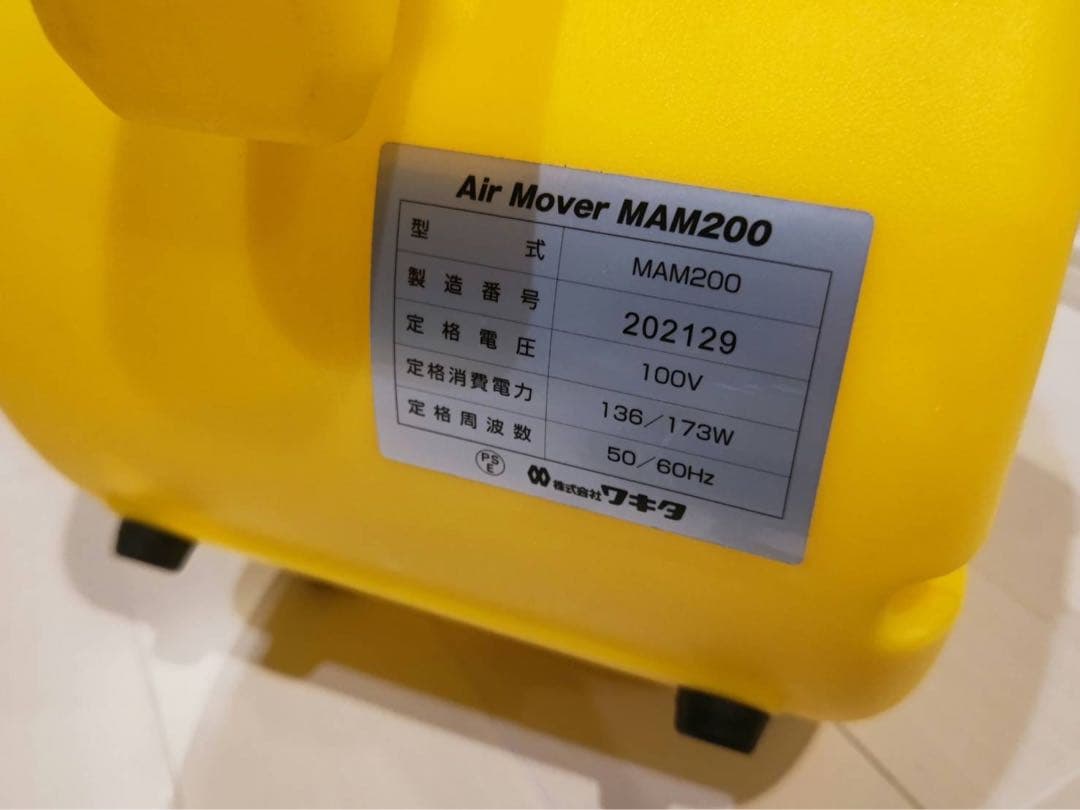 Air Mover MAM200
型式 MAM200
製造番号 202129
定格電圧 100V
定格消費電力 136/173W
定格周波数 50/60Hz
PSE 株式会社ワキタ